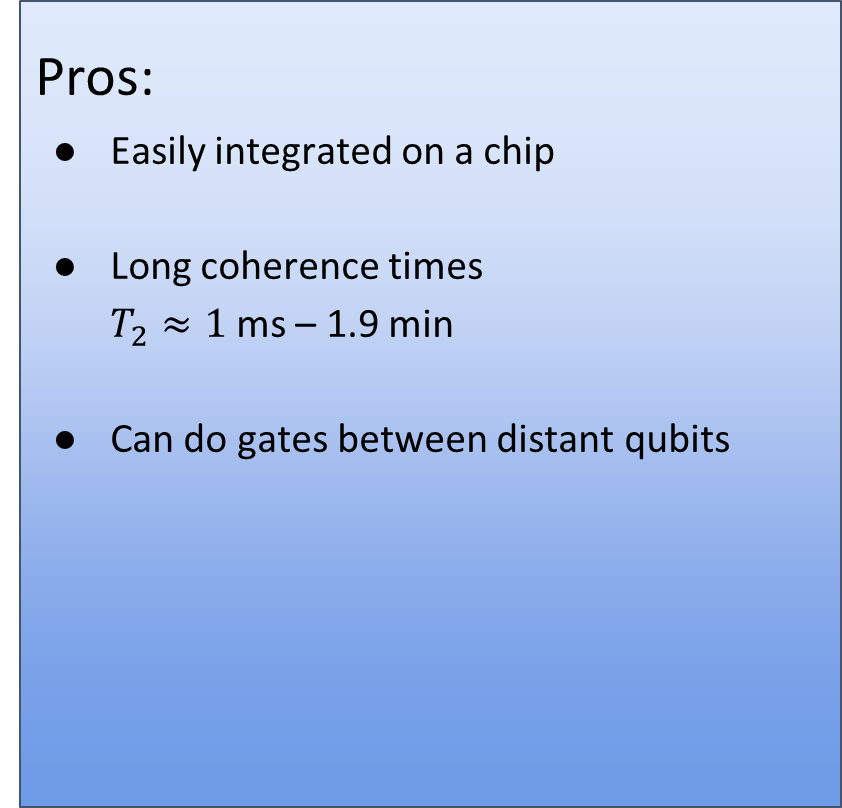 Pros:
● Easily integrated on a chip
● Long coherence times
𝑇₂ ≈ 1 ms – 1.9 min
● Can do gates between distant qubits